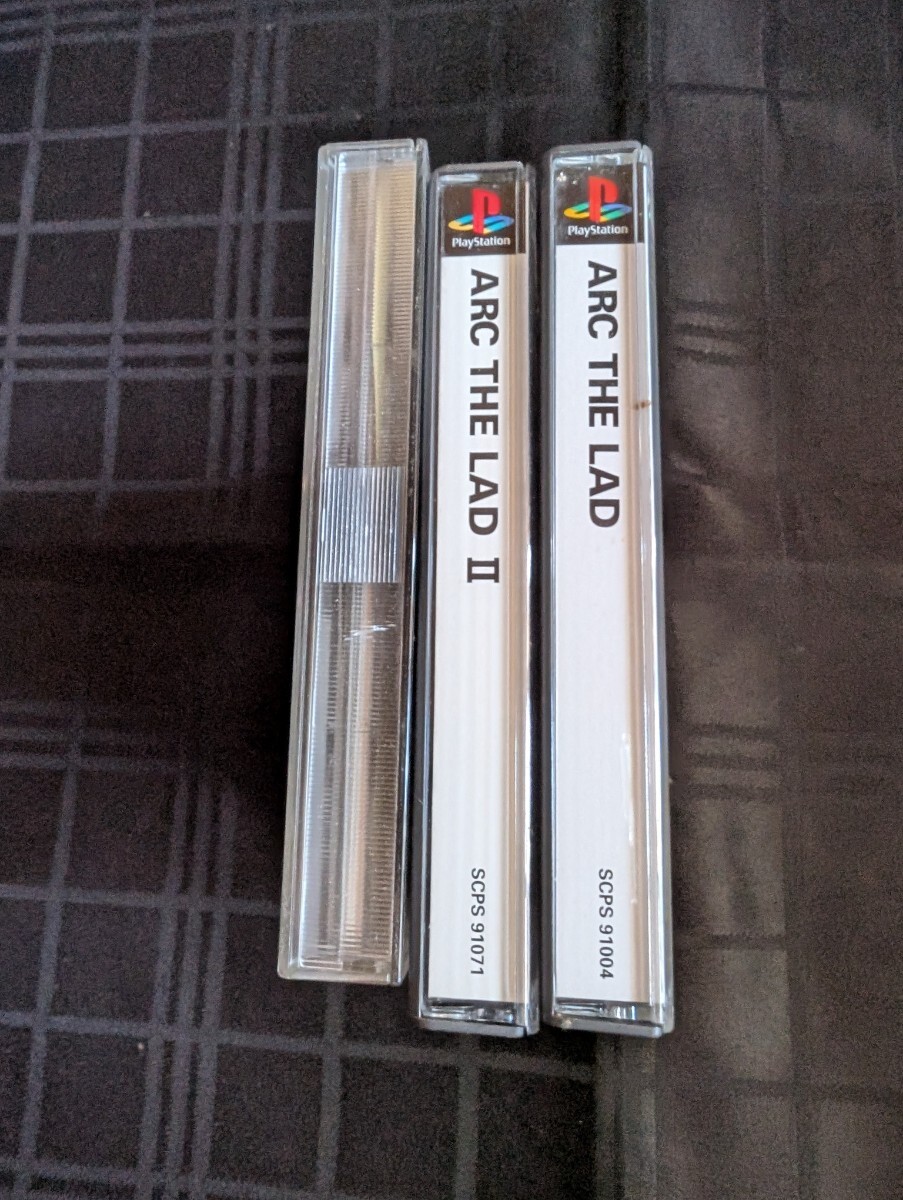 PlayStation
ARC THE LAD II
SCPS 91071
PlayStation
ARC THE LAD
SCPS 91004